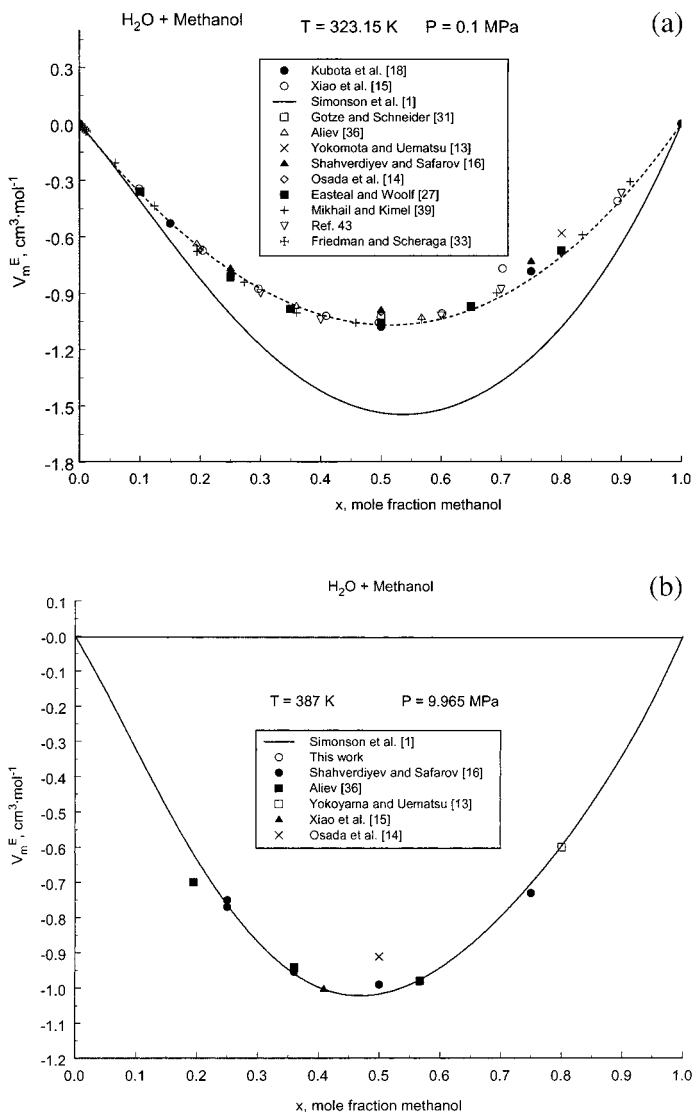 H₂O + Methanol T = 323.15 K P = 0.1 MPa (a)
Kubota et al. [18]
Xiao et al. [15]
Simonson et al. [1]
Gotze and Schneider [31]
Aliev [36]
Yokomota and Uematsu [13]
Shahverdiyev and Safarov [16]
Osada et al. [14]
Easteal and Woolf [27]
Mikhail and Kimel [39]
Ref. 43
Friedman and Scheraga [33]
0.3
0.0
-0.3
-0.6
-0.9
-1.2
-1.5
-1.8
Vₘᴱ, cm³·mol⁻¹
0.0 0.1 0.2 0.3 0.4 0.5 0.6 0.7 0.8 0.9 1.0
x, mole fraction methanol
H₂O + Methanol (b)
T = 387 K P = 9.965 MPa
Simonson et al. [1]
This work
Shahverdiyev and Safarov [16]
Aliev [36]
Yokoyama and Uematsu [13]
Xiao et al. [15]
Osada et al. [14]
0.1
-0.0
-0.1
-0.2
-0.3
-0.4
-0.5
-0.6
-0.7
-0.8
-0.9
-1.0
-1.1
-1.2
Vₘᴱ, cm³·mol⁻¹
0.0 0.1 0.2 0.3 0.4 0.5 0.6 0.7 0.8 0.9 1.0
x, mole fraction methanol